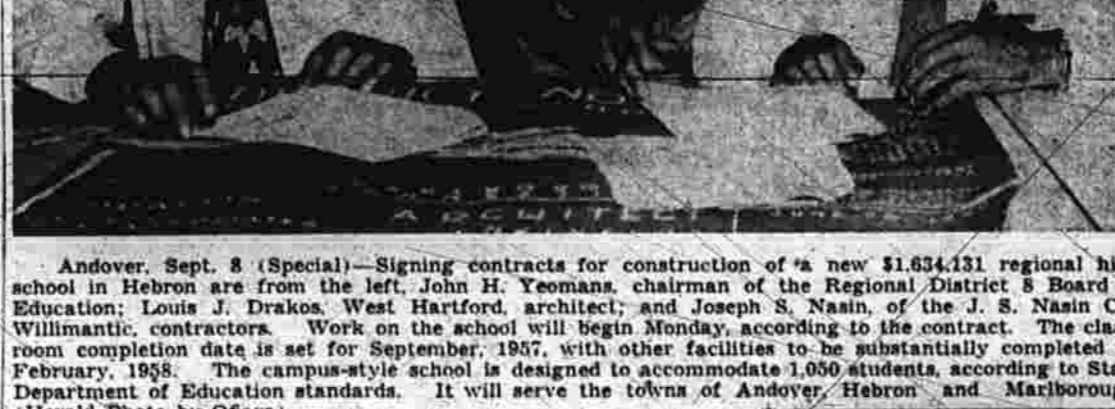 ARCHITECT
Andover, Sept. 8 (Special)—Signing contracts for construction of a new $1,634,131 regional hi
school in Hebron are from the left, John H. Yeomans, chairman of the Regional District 8 Board
Education; Louis J. Drakos, West Hartford, architect; and Joseph S. Nasin, of the J. S. Nasin
Willimantic, contractors. Work on the school will begin Monday, according to the contract. The cla
room completion date is set for September, 1957, with other facilities to be substantially completed
February, 1958. The campus-style school is designed to accommodate 1,050 students, according to Sta
Department of Education standards. It will serve the towns of Andover, Hebron and Marlborou